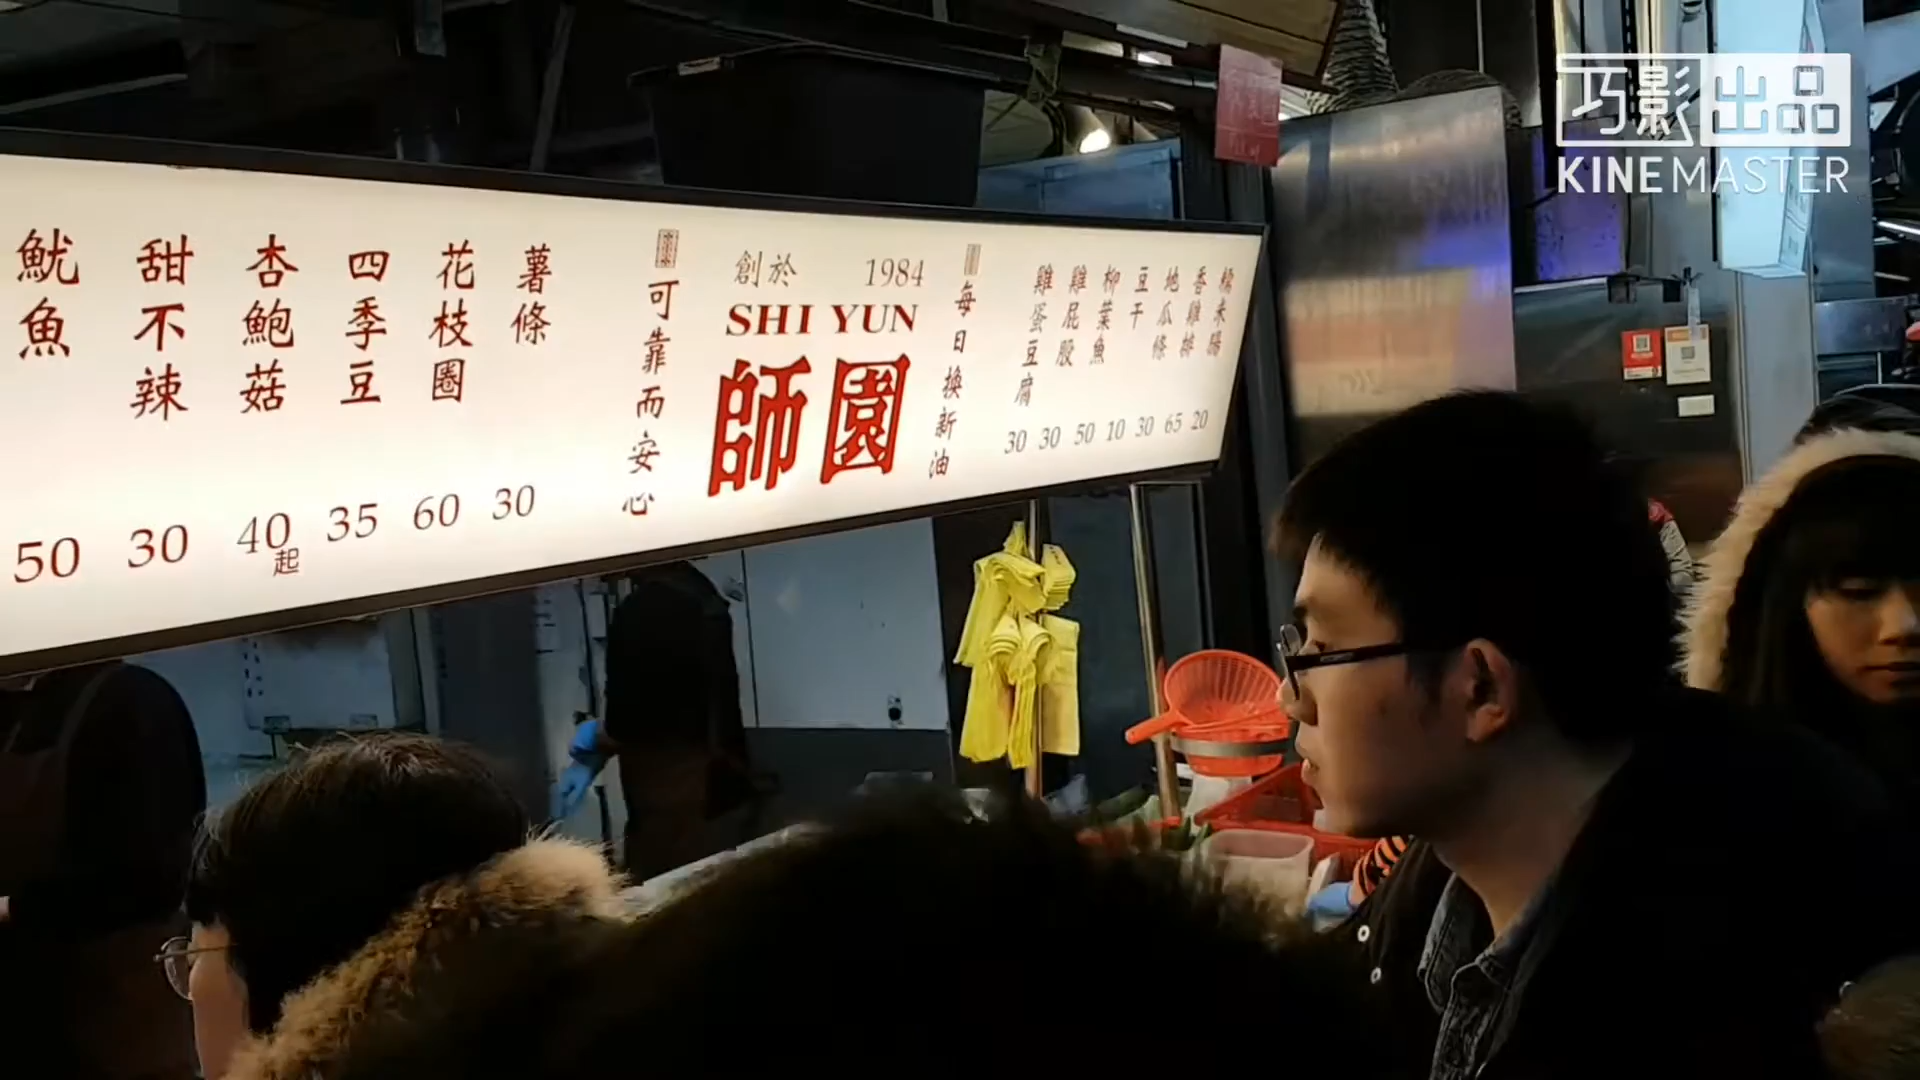 巧影出品
KINEMASTER
魷魚
50
甜不辣
30
杏鮑菇
40起
四季豆
35
花枝圈
60
薯條
30
可靠而安心
創於 1984
SHI YUN
師園
每日換新油
雞蛋豆腐
30
雞屁股
30
柳葉魚
50
豆干
10
地瓜條
30
香雞排
65
糯米腸
20